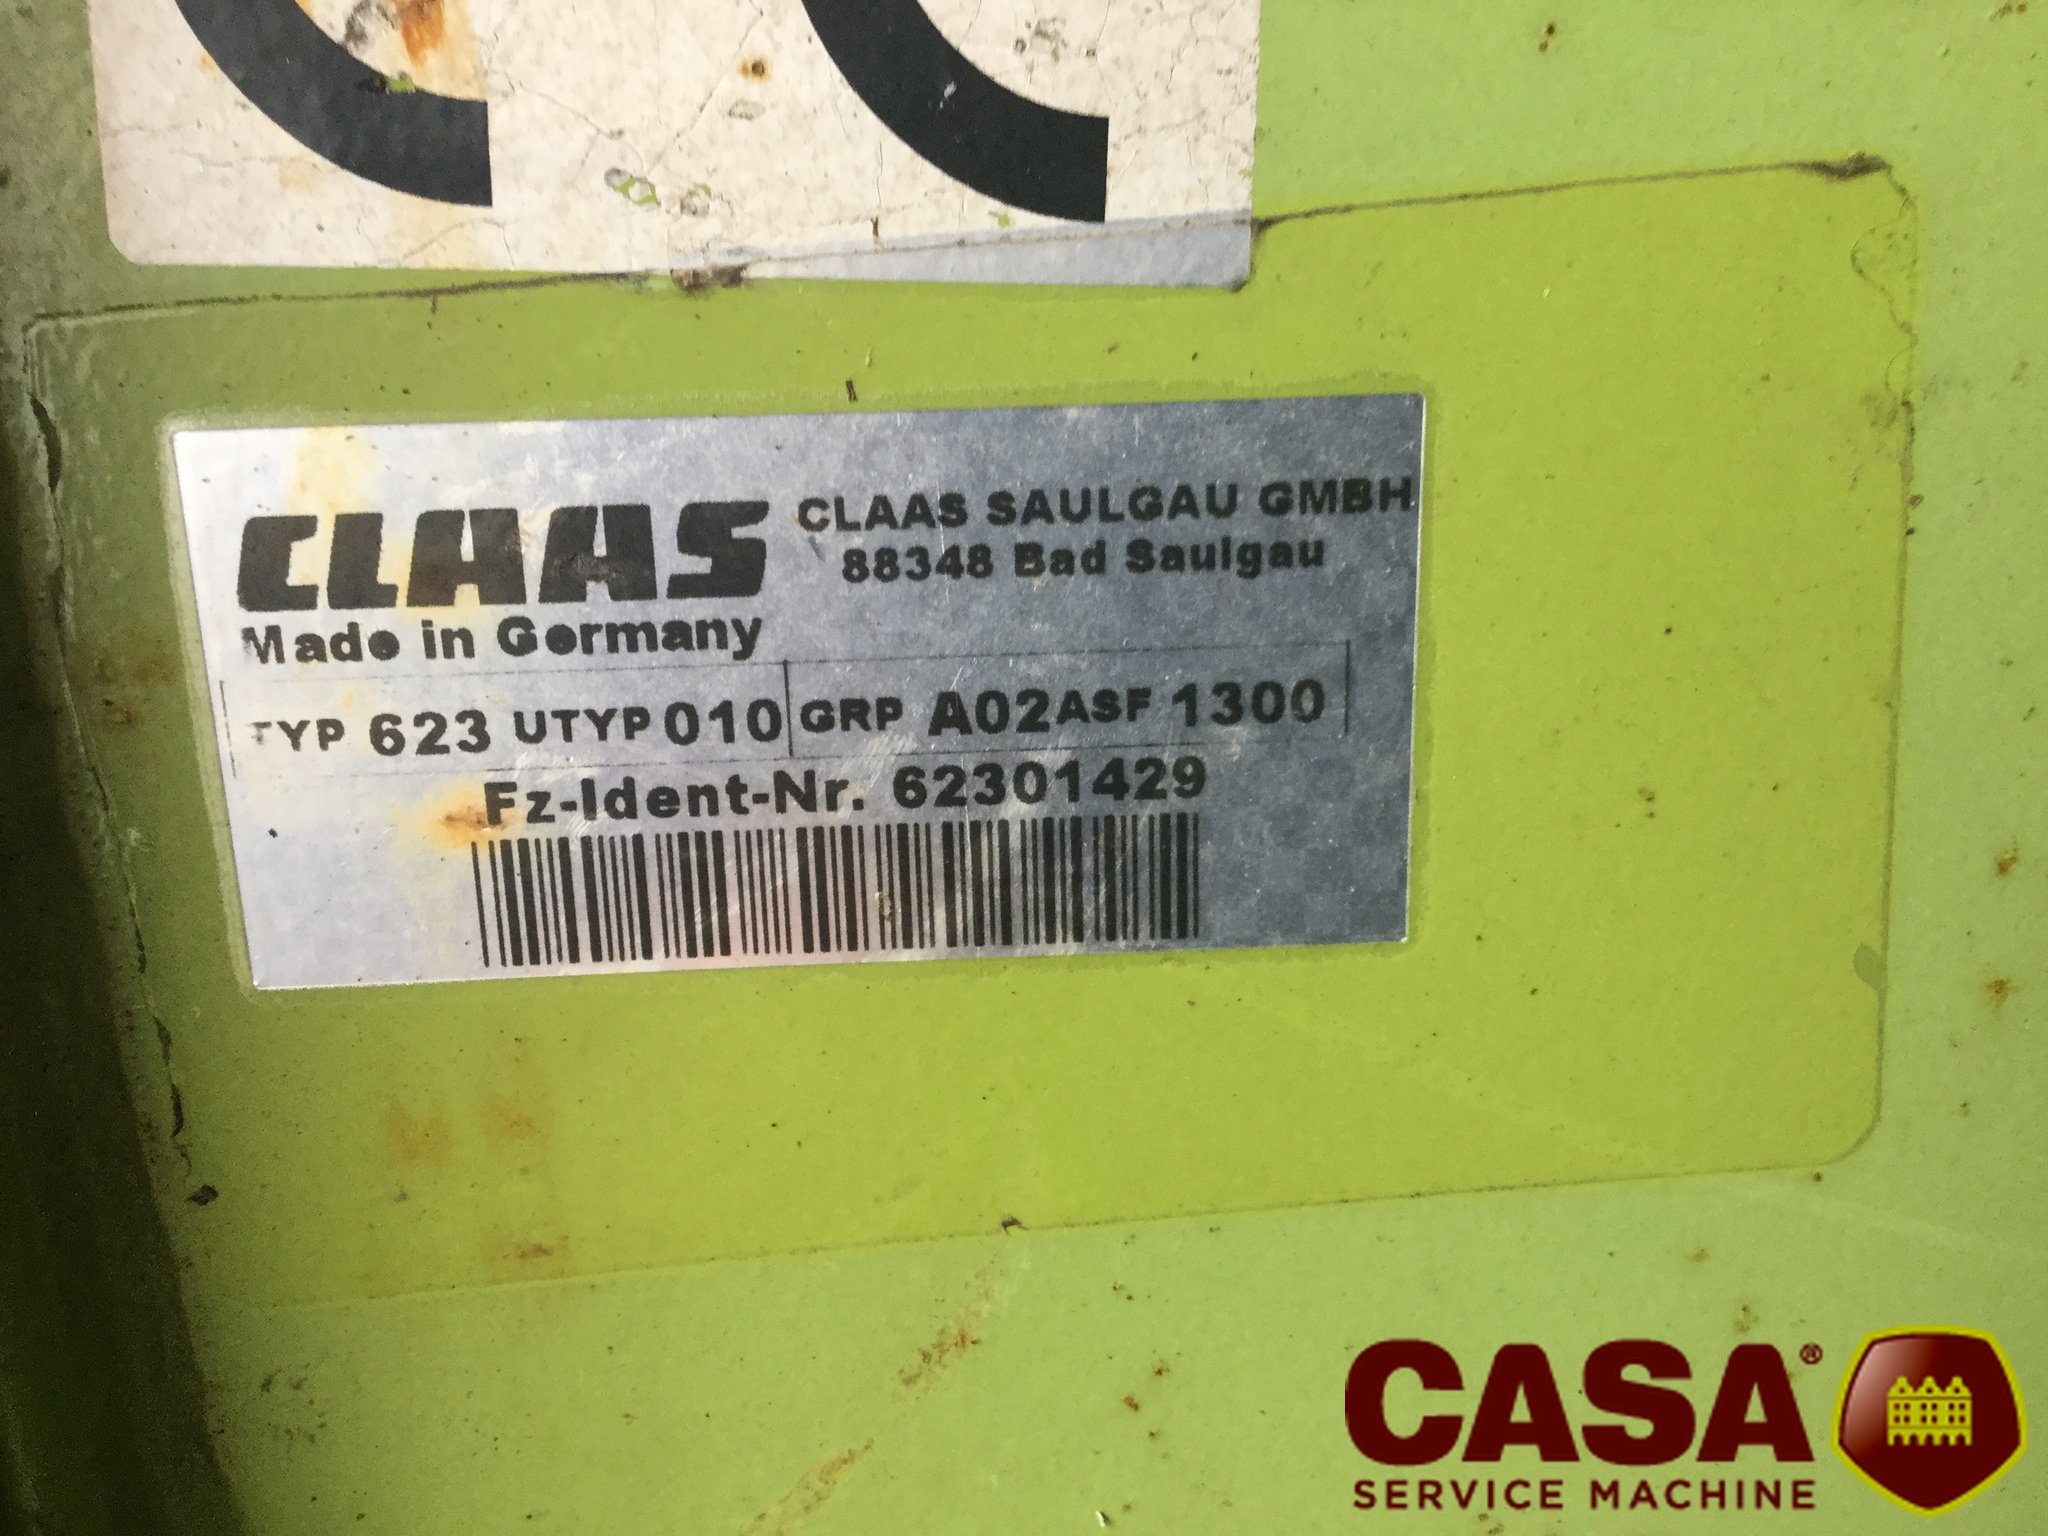 CLAAS
CLAAS SAULGAU GMBH
88348 Bad Saulgau
Made in Germany
TYP 623 UTYP 010 GRP A02 ASF 1300
Fz-Ident-Nr. 62301429
CASA®
SERVICE MACHINE